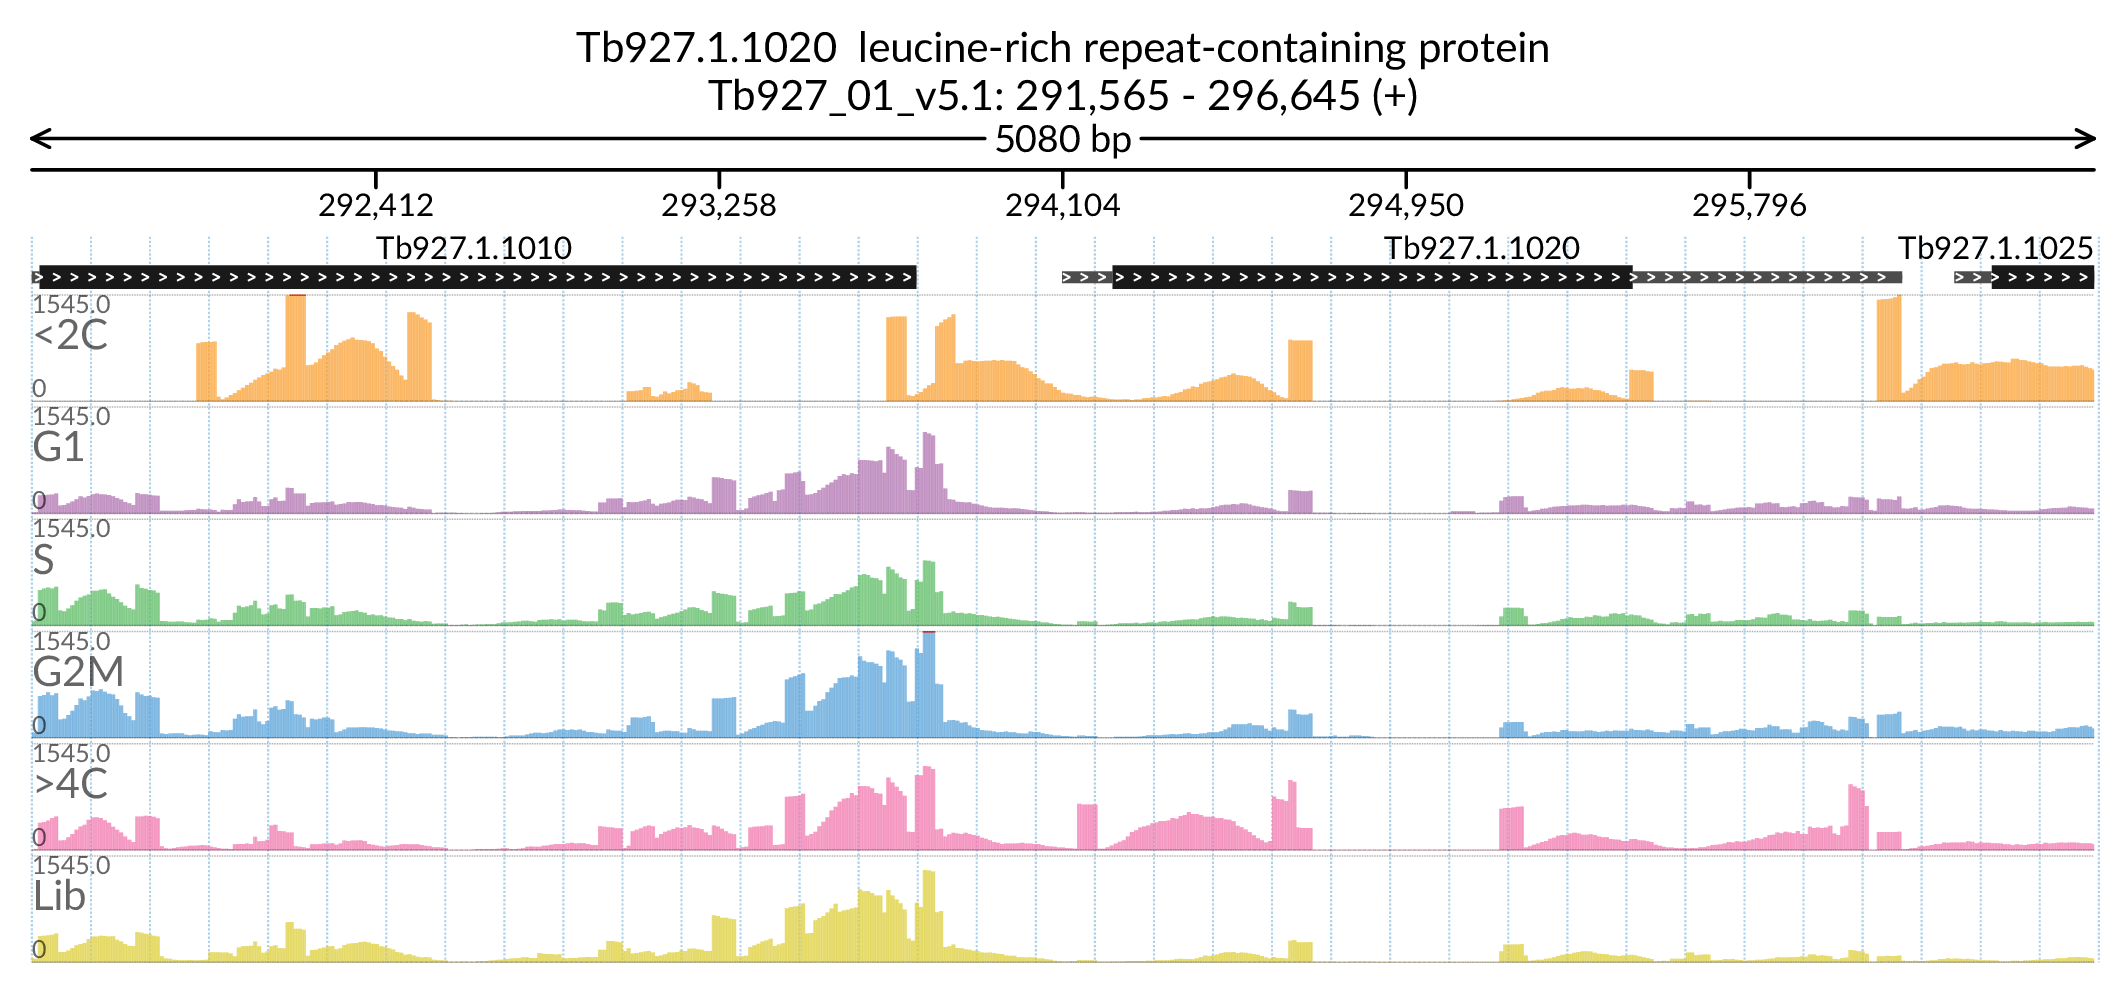 Tb927.1.1020  leucine-rich repeat-containing protein
Tb927_01_v5.1: 291,565 - 296,645 (+)
5080 bp
292,412 293,258 294,104 294,950 295,796
Tb927.1.1010 Tb927.1.1020 Tb927.1.1025
1545.0
<2C
0
1545.0
G1
0
1545.0
S
0
1545.0
G2M
0
1545.0
>4C
0
1545.0
Lib
0